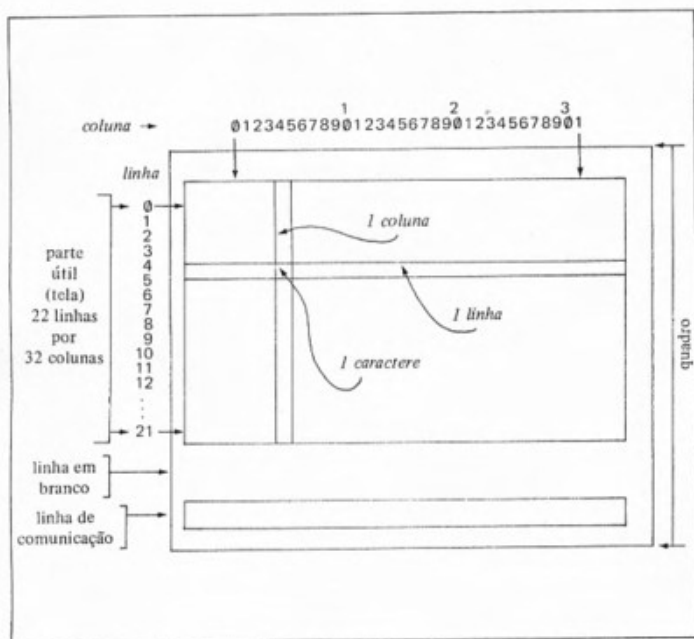 1 2 3
coluna → 01234567890123456789012345678901
linha
0
1
2
3
4
5
6
7
8
9
10
11
12
.
.
.
21
parte
útil
(tela)
22 linhas
por
32 colunas
1 coluna
1 linha
1 caractere
quadro
linha em
branco
linha de
comunicação